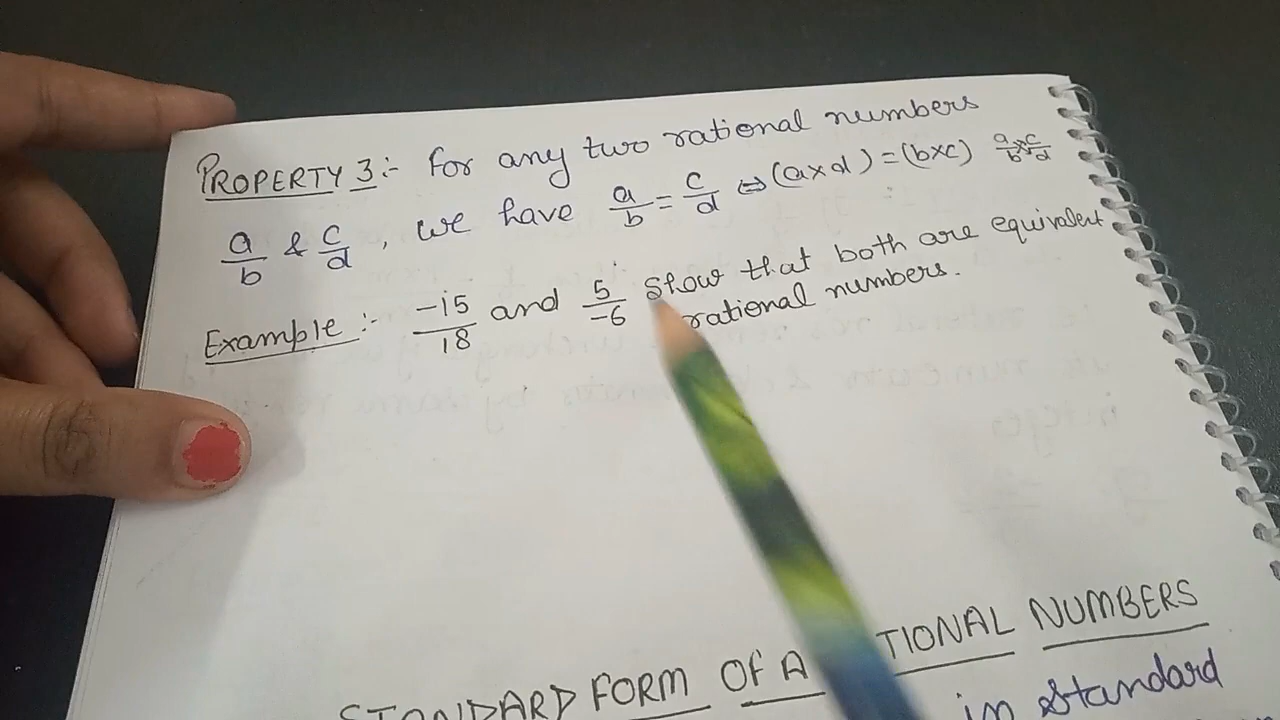 PROPERTY 3:- for any two rational numbers
a/b & c/d , we have a/b = c/d ⇔ (a×d) = (b×c) a/b × c/d
Example :- -15/18 and 5/-6 Show that both are equivalent
rational numbers.
STANDARD FORM OF A TIONAL NUMBERS
in standard